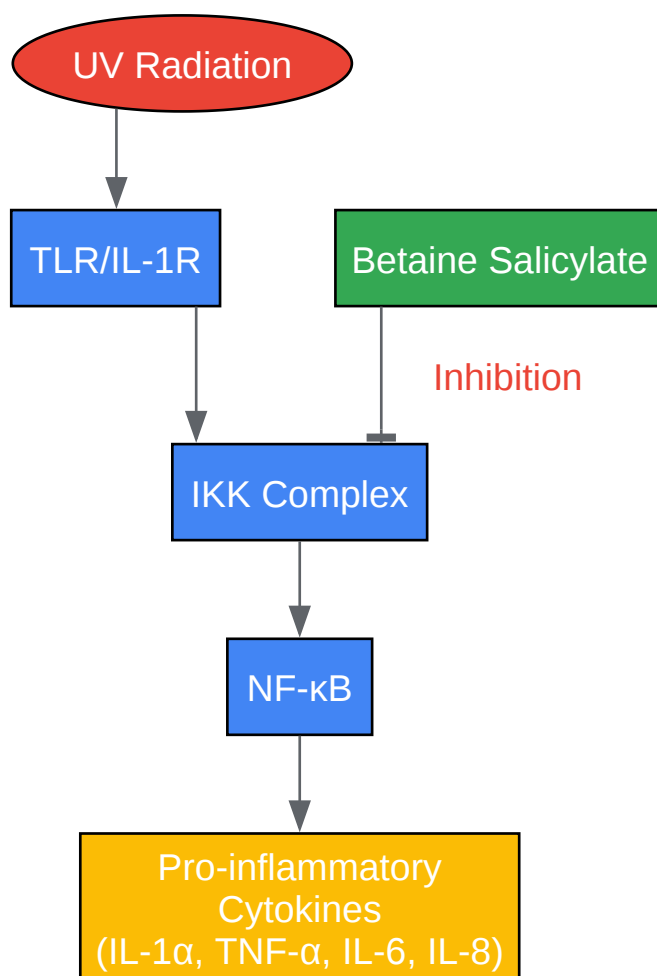 UV Radiation
TLR/IL-1R
Betaine Salicylate
Inhibition
IKK Complex
NF-κB
Pro-inflammatory
Cytokines
(IL-1α, TNF-α, IL-6, IL-8)